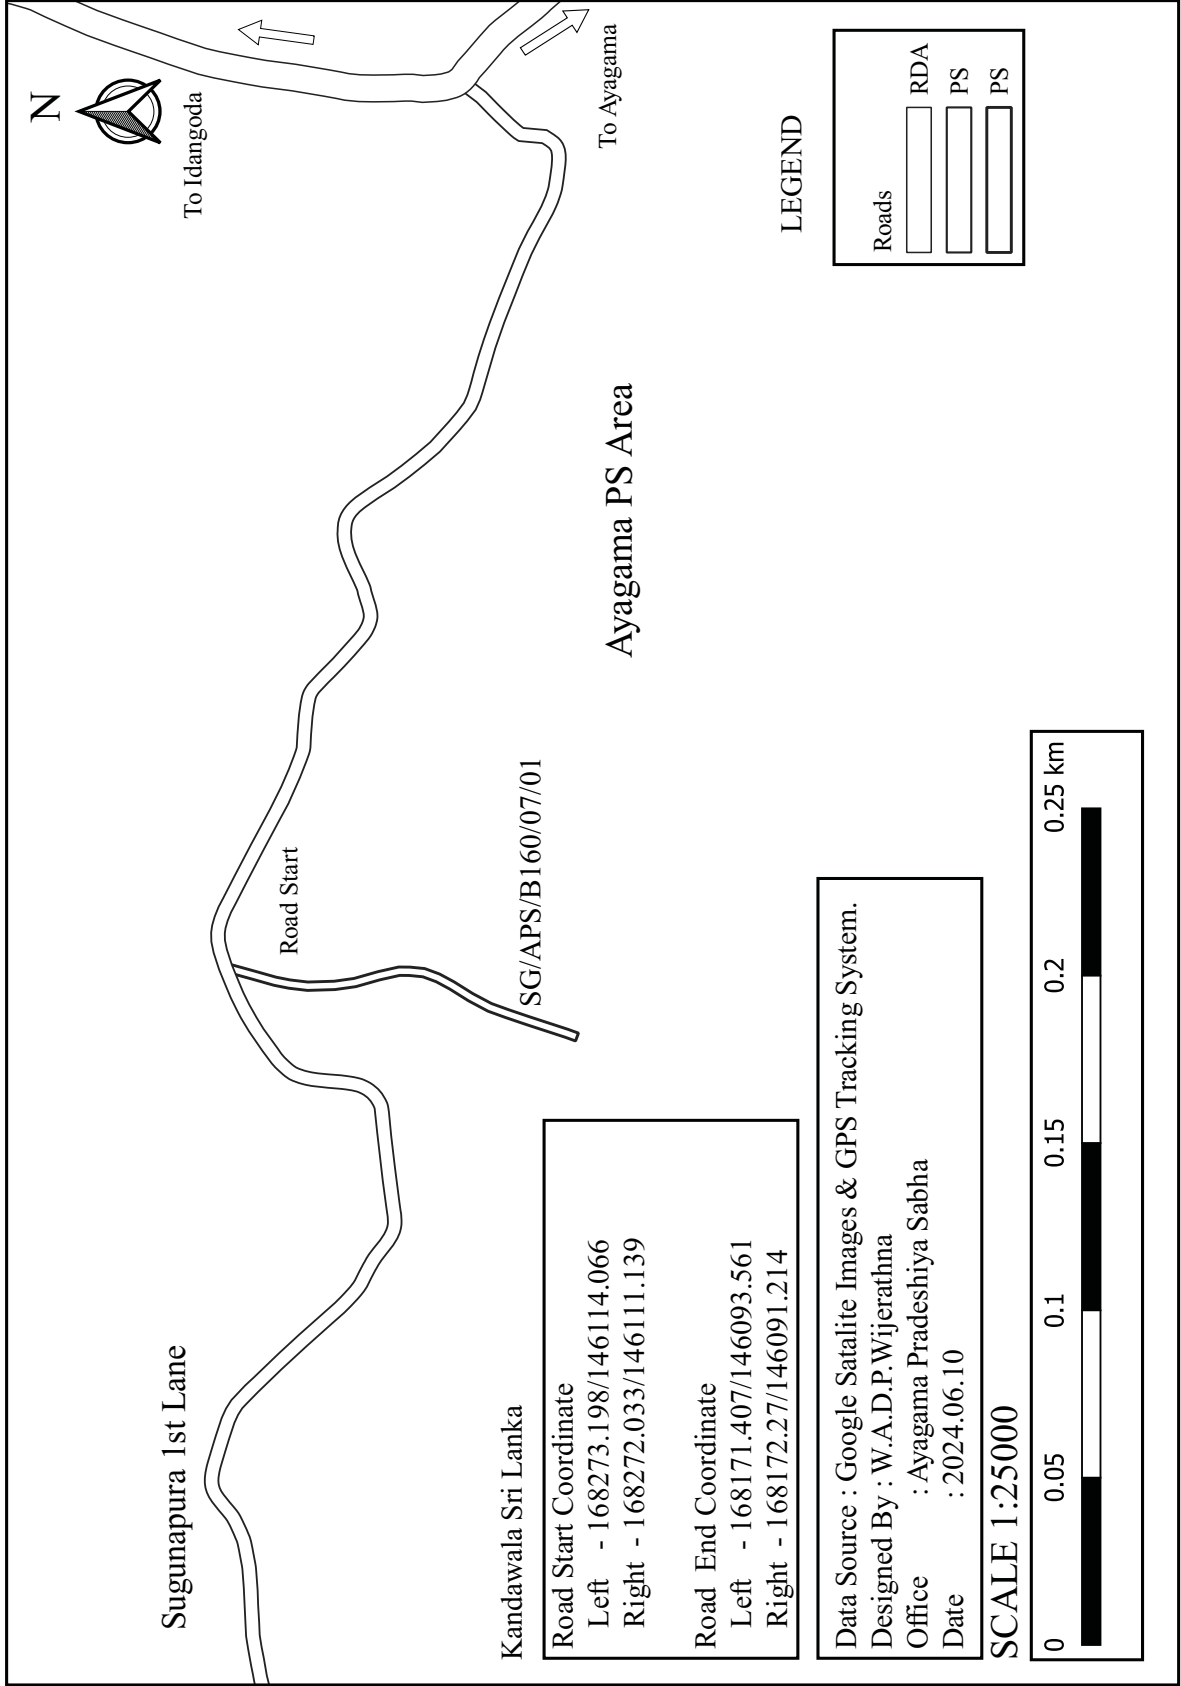 Sugunapura 1st Lane
N
To Idangoda
Road Start
SG/APS/B160/07/01
Ayagama PS Area
To Ayagama
Kandawala Sri Lanka
Road Start Coordinate
Left - 168273.198/146114.066
Right - 168272.033/146111.139
Road End Coordinate
Left - 168171.407/146093.561
Right - 168172.27/146091.214
LEGEND
Roads
RDA
PS
PS
Data Source : Google Satalite Images & GPS Tracking System.
Designed By : W.A.D.P.Wijerathna
Office : Ayagama Pradeshiya Sabha
Date : 2024.06.10
SCALE 1:25000
0 0.05 0.1 0.15 0.2 0.25 km